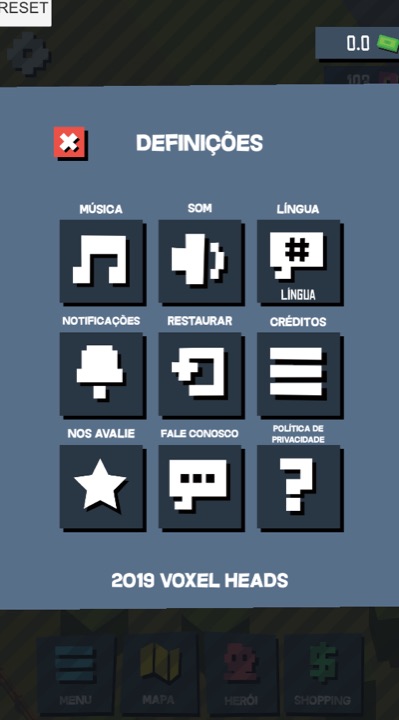 RESET
0.0
103
DEFINIÇÕES
MÚSICA
SOM
LÍNGUA
#
LÍNGUA
NOTIFICAÇÕES
RESTAURAR
CRÉDITOS
NOS AVALIE
FALE CONOSCO
POLÍTICA DE
PRIVACIDADE
?
2019 VOXEL HEADS
MENU
MAPA
HERÓI
SHOPPING